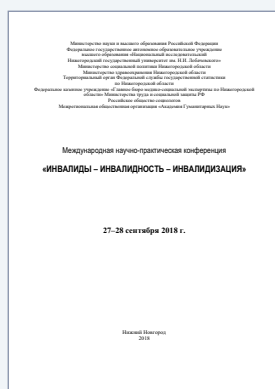 Министерство науки и высшего образования Российской Федерации
Федеральное государственное автономное образовательное учреждение
высшего образования «Национальный исследовательский
Нижегородский государственный университет им. Н.И. Лобачевского»
Министерство социальной политики Нижегородской области
Министерство здравоохранения Нижегородской области
Территориальный орган Федеральной службы государственной статистики
по Нижегородской области
Федеральное казенное учреждение «Главное бюро медико-социальной экспертизы по Нижегородской
области» Министерства труда и социальной защиты РФ
Российское общество социологов
Межрегиональная общественная организация «Академия Гуманитарных Наук»
Международная научно-практическая конференция
«ИНВАЛИДЫ – ИНВАЛИДНОСТЬ – ИНВАЛИДИЗАЦИЯ»
27–28 сентября 2018 г.
Нижний Новгород
2018